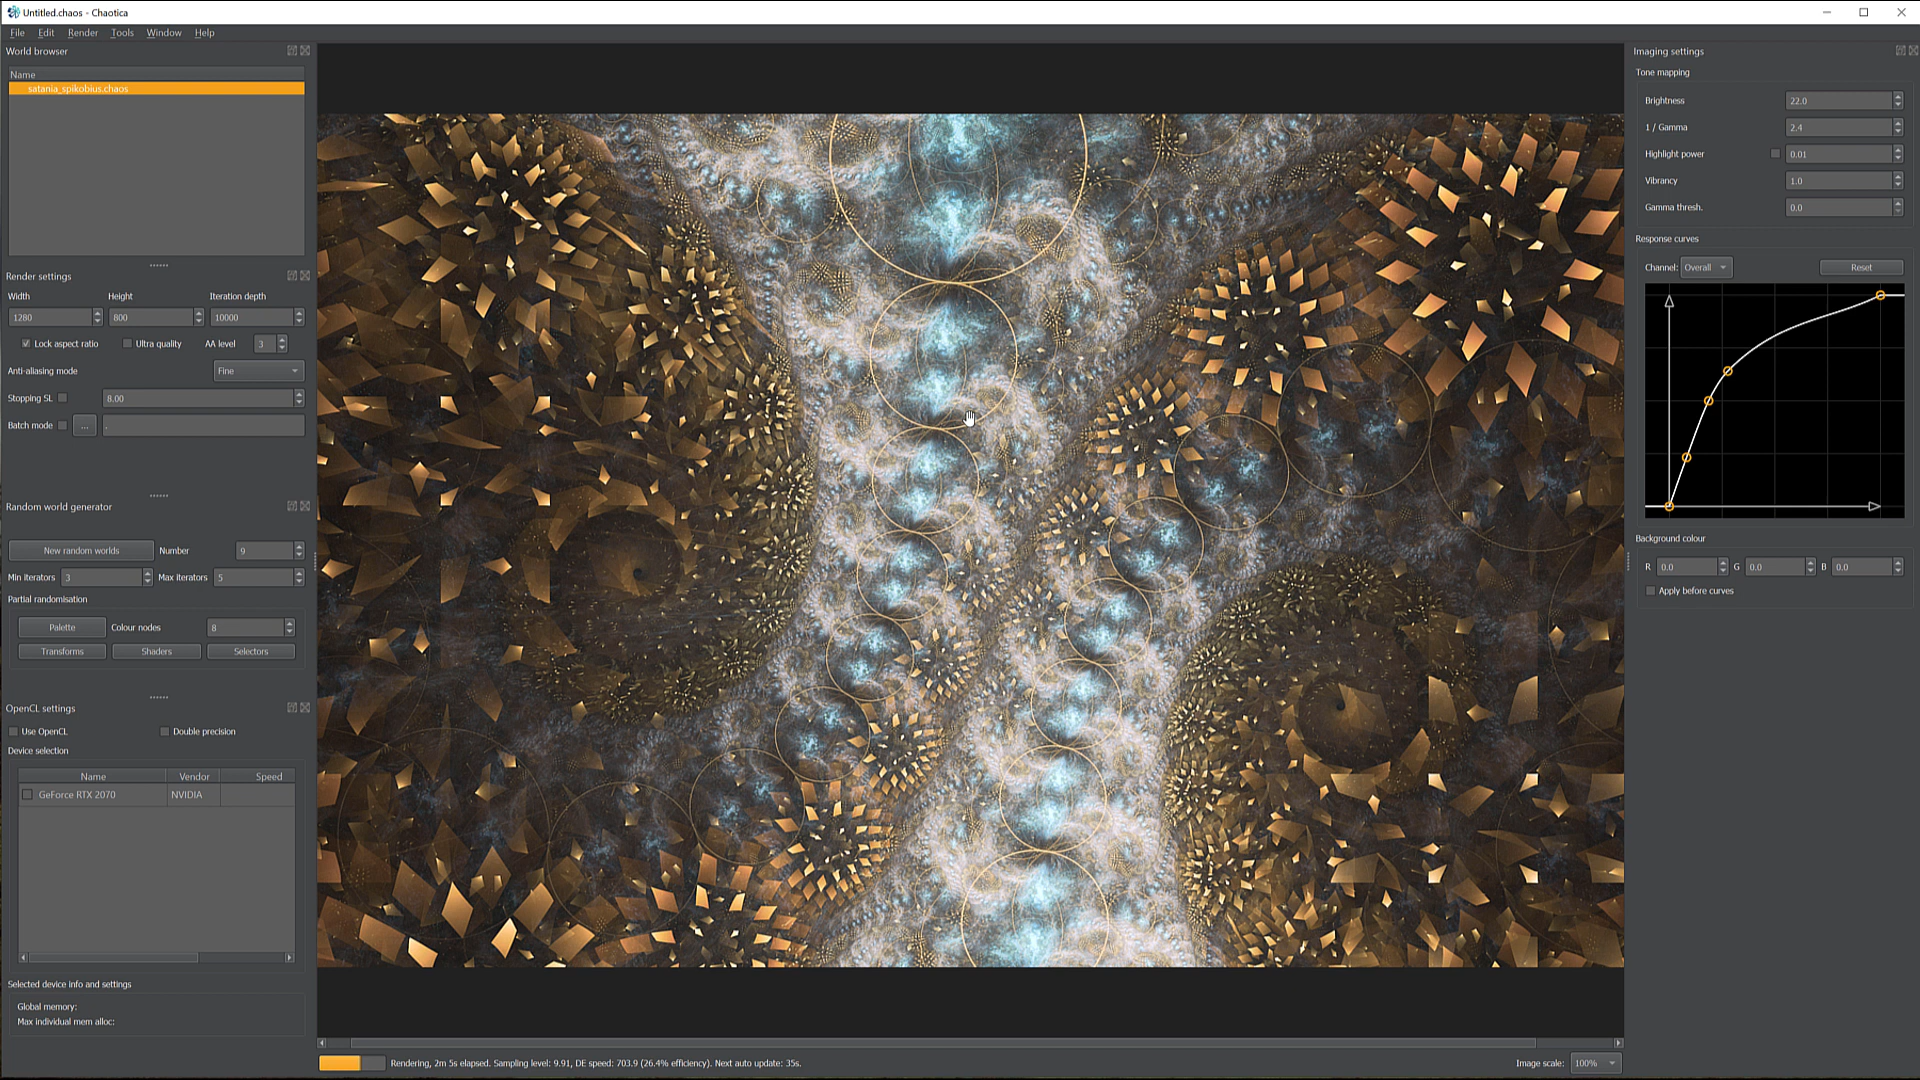 Untitled.chaos - Chaotica
File Edit Render Tools Window Help
World browser
Name
satania_spikobius.chaos
Render settings
Width Height Iteration depth
1280 800 10000
Lock aspect ratio Ultra quality AA level 3
Anti-aliasing mode Fine
Stopping SL 8.00
Batch mode ... .
Random world generator
New random worlds Number 9
Min iterators 3 Max iterators 5
Partial randomisation
Palette Colour nodes 8
Transforms Shaders Selectors
OpenCL settings
Use OpenCL Double precision
Device selection
Name Vendor Speed
GeForce RTX 2070 NVIDIA
Selected device info and settings
Global memory:
Max individual mem alloc:
Rendering, 2m 5s elapsed. Sampling level: 9.91, DE speed: 703.9 (26.4% efficiency). Next auto update: 35s.
Image scale: 100%
Imaging settings
Tone mapping
Brightness 22.0
1 / Gamma 2.4
Highlight power 0.01
Vibrancy 1.0
Gamma thresh. 0.0
Response curves
Channel: Overall Reset
Background colour
R 0.0 G 0.0 B 0.0
Apply before curves